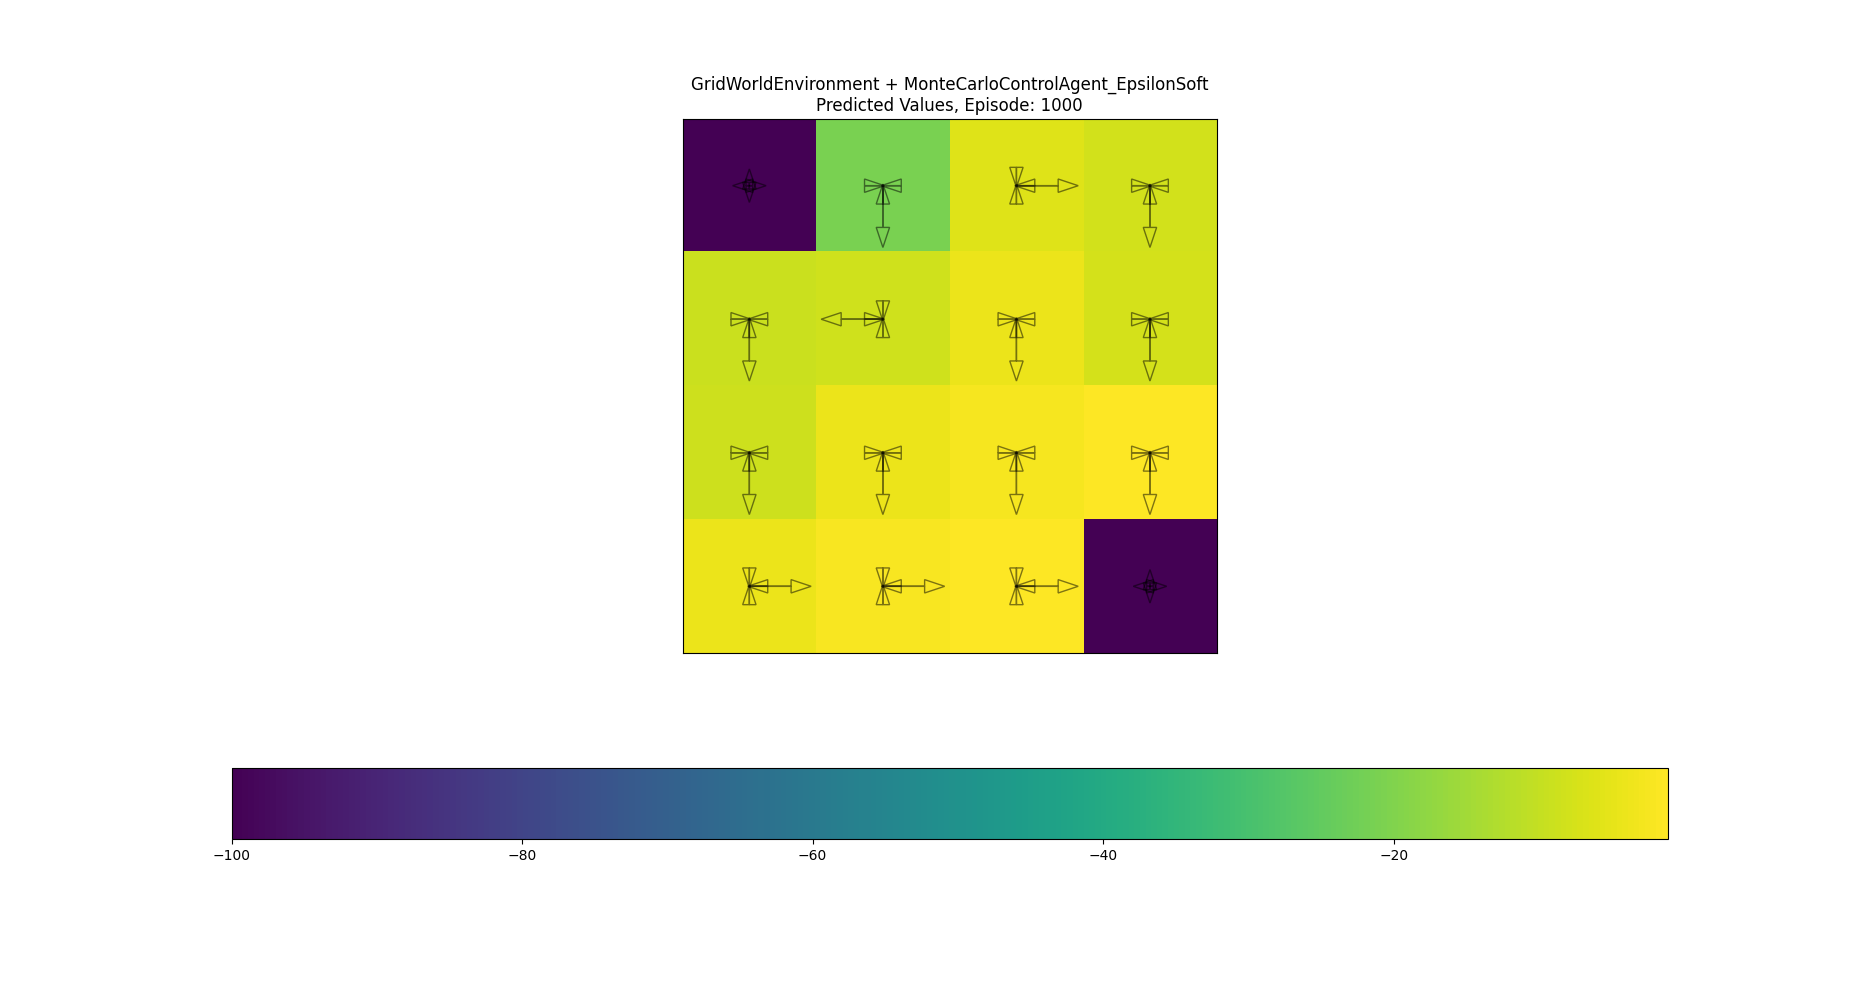 GridWorldEnvironment + MonteCarloControlAgent_EpsilonSoft
Predicted Values, Episode: 1000
−100
−80
−60
−40
−20